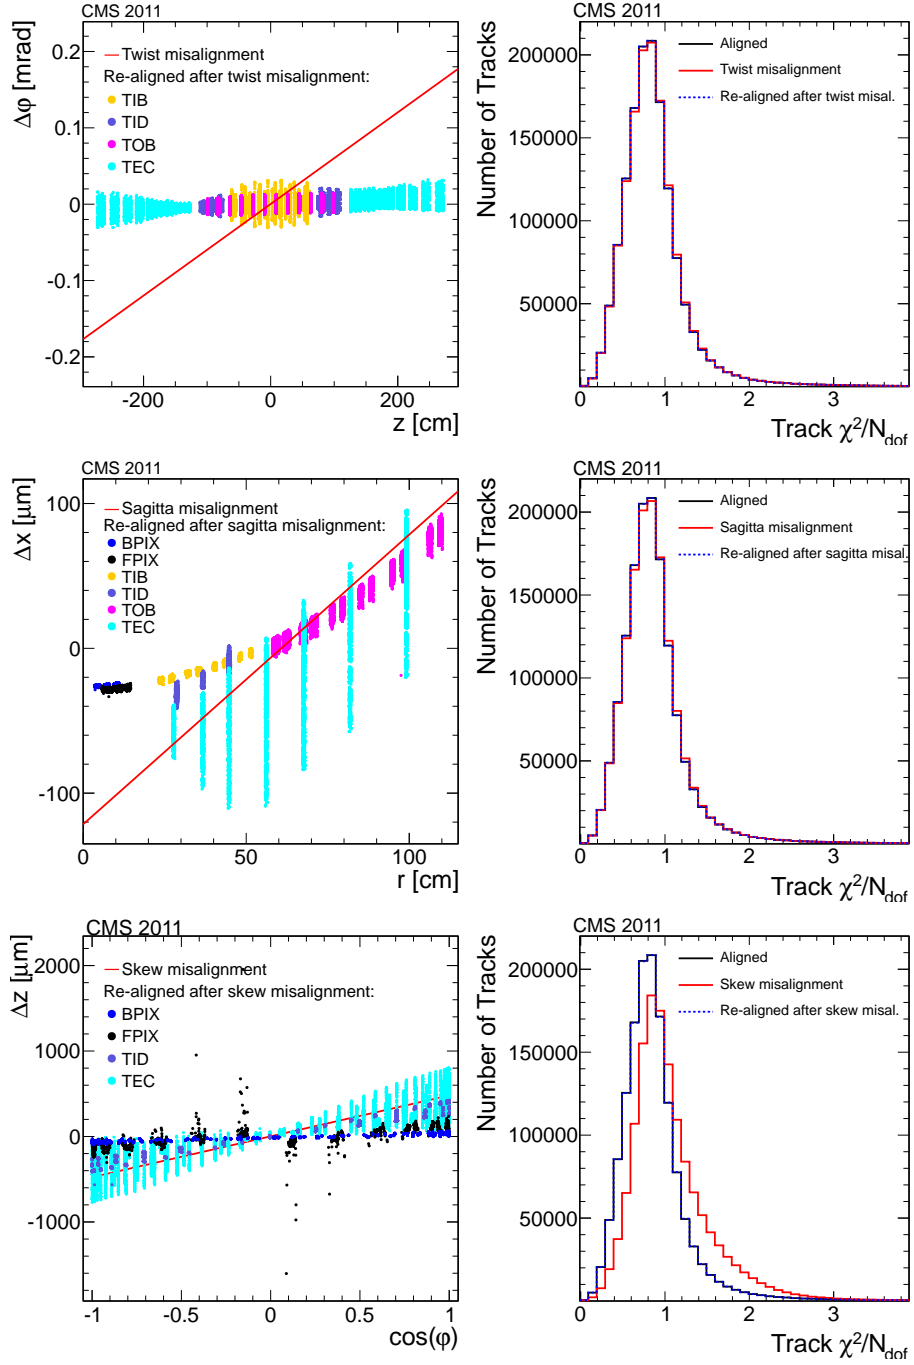 CMS 2011
Δφ [mrad]
0.2
0.1
0
-0.1
-0.2
Twist misalignment
Re-aligned after twist misalignment:
TIB
TID
TOB
TEC
-200
0
200
z [cm]
CMS 2011
Number of Tracks
200000
150000
100000
50000
Aligned
Twist misalignment
Re-aligned after twist misal.
0
1
2
3
Track χ²/N_dof
CMS 2011
Δx [μm]
100
0
-100
Sagitta misalignment
Re-aligned after sagitta misalignment:
BPIX
FPIX
TIB
TID
TOB
TEC
0
50
100
r [cm]
CMS 2011
Number of Tracks
200000
150000
100000
50000
Aligned
Sagitta misalignment
Re-aligned after sagitta misal.
0
1
2
3
Track χ²/N_dof
CMS 2011
Δz [μm]
2000
1000
0
-1000
Skew misalignment
Re-aligned after skew misalignment:
BPIX
FPIX
TID
TEC
-1
-0.5
0
0.5
1
cos(φ)
CMS 2011
Number of Tracks
200000
150000
100000
50000
Aligned
Skew misalignment
Re-aligned after skew misal.
0
1
2
3
Track χ²/N_dof